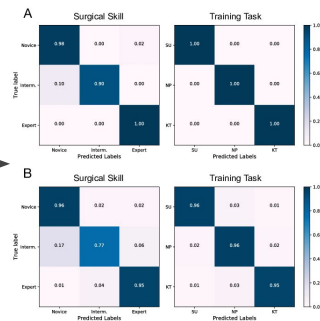 A
Surgical Skill
Training Task
True label
Novice
0.98 0.00 0.02
Interm.
0.10 0.90 0.00
Expert
0.00 0.00 1.00
Novice Interm. Expert
Predicted Labels
SU
1.00 0.00 0.00
NP
0.00 1.00 0.00
KT
0.00 0.00 1.00
SU NP KT
Predicted Labels
1.0
0.8
0.6
0.4
0.2
0.0
B
Surgical Skill
Training Task
True label
Novice
0.96 0.02 0.02
Interm.
0.17 0.77 0.06
Expert
0.01 0.04 0.95
Novice Interm. Expert
Predicted Labels
SU
0.96 0.03 0.01
NP
0.02 0.96 0.02
KT
0.01 0.03 0.95
SU NP KT
Predicted Labels
1.0
0.8
0.6
0.4
0.2
0.0